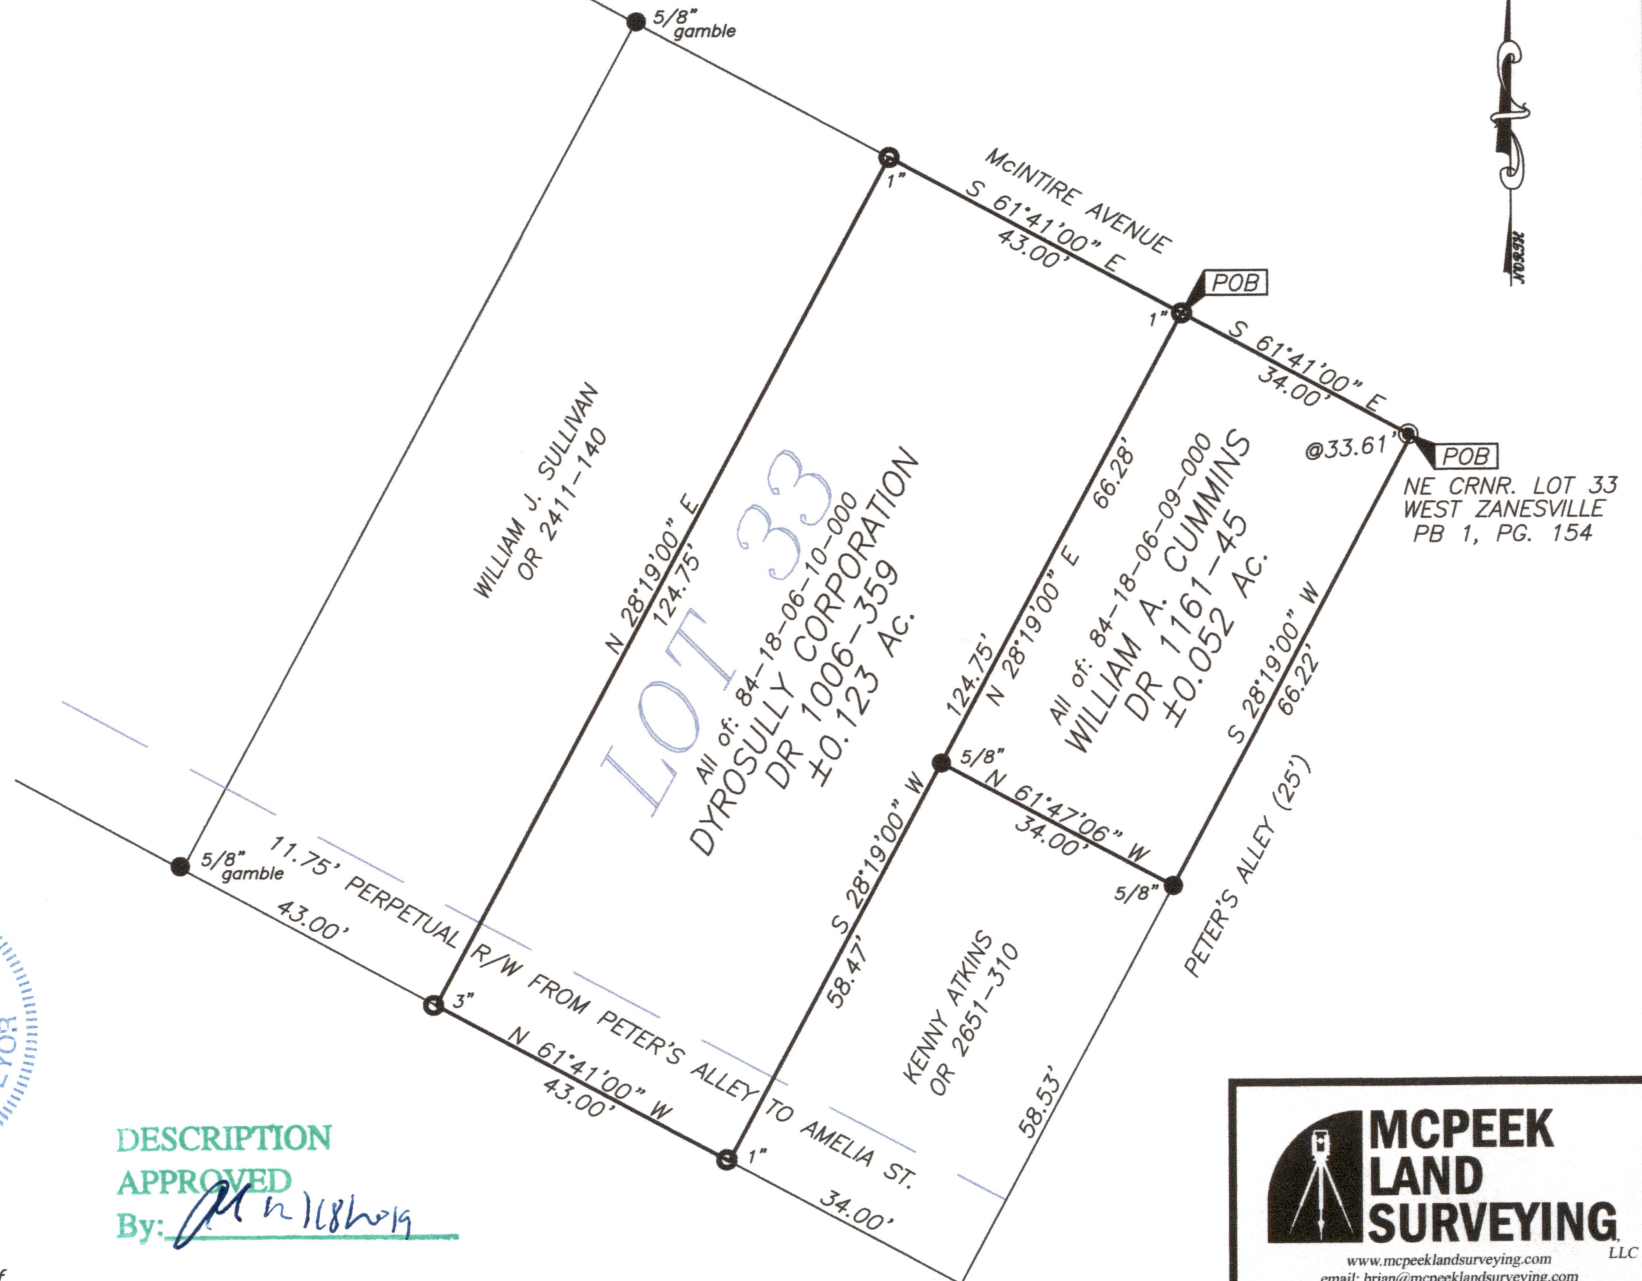 5/8"
gamble
1"
McINTIRE AVENUE
S 61°41'00" E
43.00'
POB
1"
S 61°41'00" E
34.00'
@33.61'
POB
NE CRNR. LOT 33
WEST ZANESVILLE
PB 1, PG. 154
NORTH
WILLIAM J. SULLIVAN
OR 2411-140
N 28°19'00" E
124.75'
LOT 33
All of: 84-18-06-10-000
DYROSULLY CORPORATION
DR 1006-359
±0.123 Ac.
66.28'
N 28°19'00" E
124.75'
All of: 84-18-06-09-000
WILLIAM A. CUMMINS
DR 1161-45
±0.052 Ac.
S 28°19'00" W
66.22'
5/8"
N 61°47'06" W
34.00'
5/8"
PETER'S ALLEY (25')
S 28°19'00" W
58.47'
KENNY ATKINS
OR 2651-310
58.53'
5/8"
gamble
43.00'
11.75' PERPETUAL R/W FROM PETER'S ALLEY TO AMELIA ST.
3"
N 61°41'00" W
43.00'
1"
34.00'
DESCRIPTION
APPROVED
By:
MCPEEK
LAND
SURVEYING,
LLC
www.mcpeeklandsurveying.com
email: brian@mcpeeklandsurveying.com